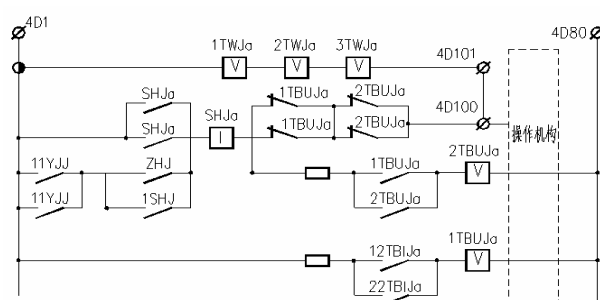 4D1
4D80
1TWJa 2TWJa 3TWJa
4D101
V V V
SHJa
1TBUJa 2TBUJa
4D100
SHJa
SHJa
I
1TBUJa 2TBUJa
操作机构
11YJJ
ZHJ
1TBUJa
2TBUJa
V
11YJJ
1SHJ
2TBUJa
12TBIJa
1TBUJa
V
22TBIJa